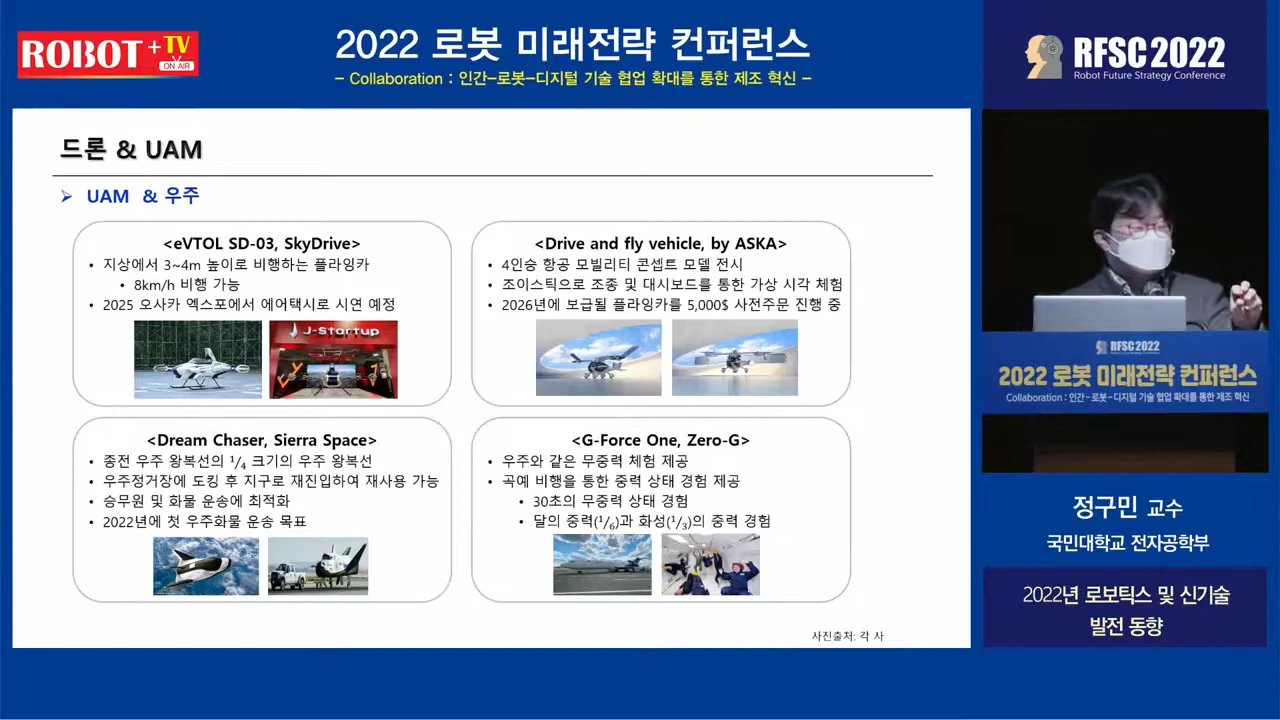 ROBOT+TV
ON AIR
2022 로봇 미래전략 컨퍼런스
– Collaboration : 인간–로봇–디지털 기술 협업 확대를 통한 제조 혁신 –
RFSC 2022
Robot Future Strategy Conference
드론 & UAM
➢ UAM & 우주
<eVTOL SD-03, SkyDrive>
• 지상에서 3~4m 높이로 비행하는 플라잉카
• 8km/h 비행 가능
• 2025 오사카 엑스포에서 에어택시로 시연 예정
J-Startup
<Drive and fly vehicle, by ASKA>
• 4인승 항공 모빌리티 콘셉트 모델 전시
• 조이스틱으로 조종 및 대시보드를 통한 가상 시각 체험
• 2026년에 보급될 플라잉카를 5,000$ 사전주문 진행 중
<Dream Chaser, Sierra Space>
• 종전 우주 왕복선의 1/4 크기의 우주 왕복선
• 우주정거장에 도킹 후 지구로 재진입하여 재사용 가능
• 승무원 및 화물 운송에 최적화
• 2022년에 첫 우주화물 운송 목표
<G-Force One, Zero-G>
• 우주와 같은 무중력 체험 제공
• 곡예 비행을 통한 중력 상태 경험 제공
• 30초의 무중력 상태 경험
• 달의 중력(1/6)과 화성(1/3)의 중력 경험
사진출처: 각 사
RFSC 2022
Robot Future Strategy Conference
2022 로봇 미래전략 컨퍼런스
Collaboration : 인간-로봇-디지털 기술 협업 확대를 통한 제조 혁신
정구민 교수
국민대학교 전자공학부
2022년 로보틱스 및 신기술
발전 동향